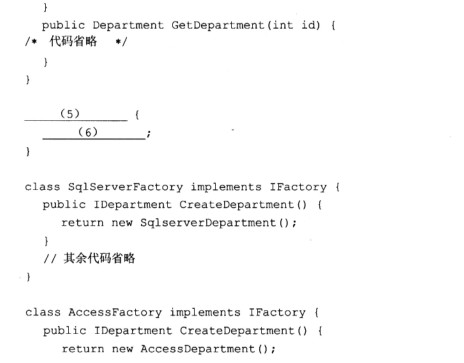 }
public Department GetDepartment(int id) {
/* 代码省略 */
}
}
(5) {
(6) ;
}
class SqlServerFactory implements IFactory {
public IDepartment CreateDepartment() {
return new SqlserverDepartment();
}
// 其余代码省略
}
class AccessFactory implements IFactory {
public IDepartment CreateDepartment() {
return new AccessDepartment();